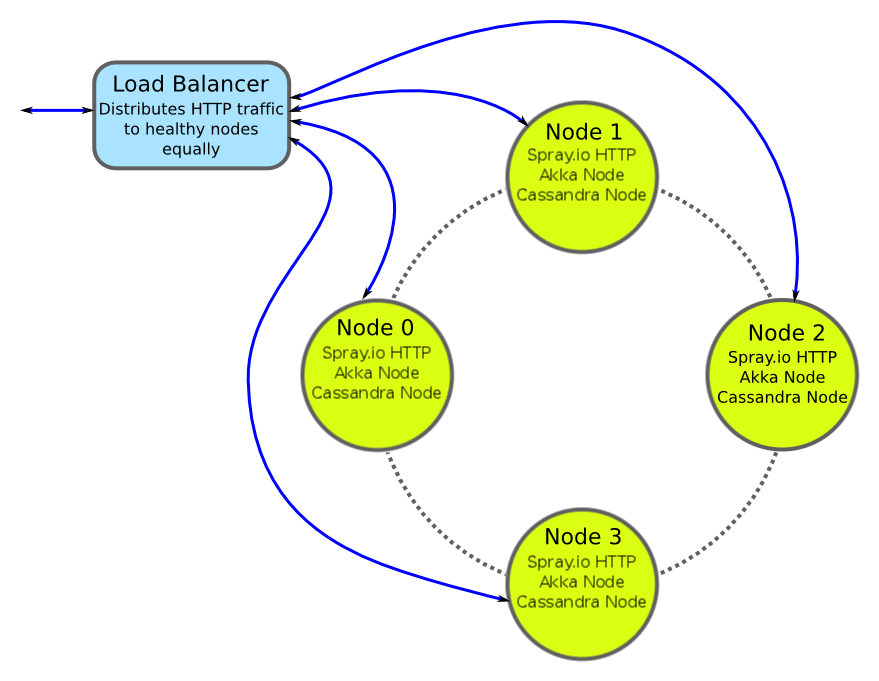 Load Balancer
Distributes HTTP traffic
to healthy nodes
equally
Node 1
Spray.io HTTP
Akka Node
Cassandra Node
Node 0
Spray.io HTTP
Akka Node
Cassandra Node
Node 2
Spray.io HTTP
Akka Node
Cassandra Node
Node 3
Spray.io HTTP
Akka Node
Cassandra Node